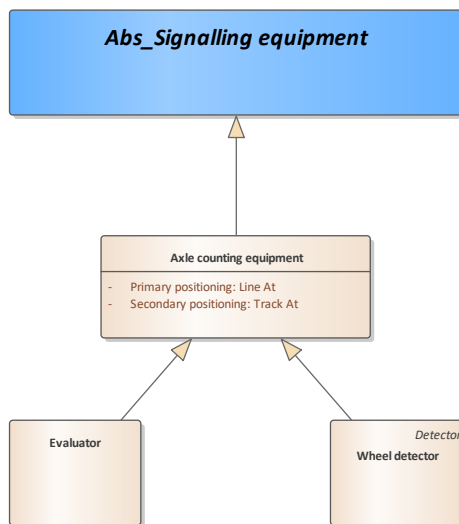 Abs_Signalling equipment
Axle counting equipment
- Primary positioning: Line At
- Secondary positioning: Track At
Evaluator
Detector
Wheel detector